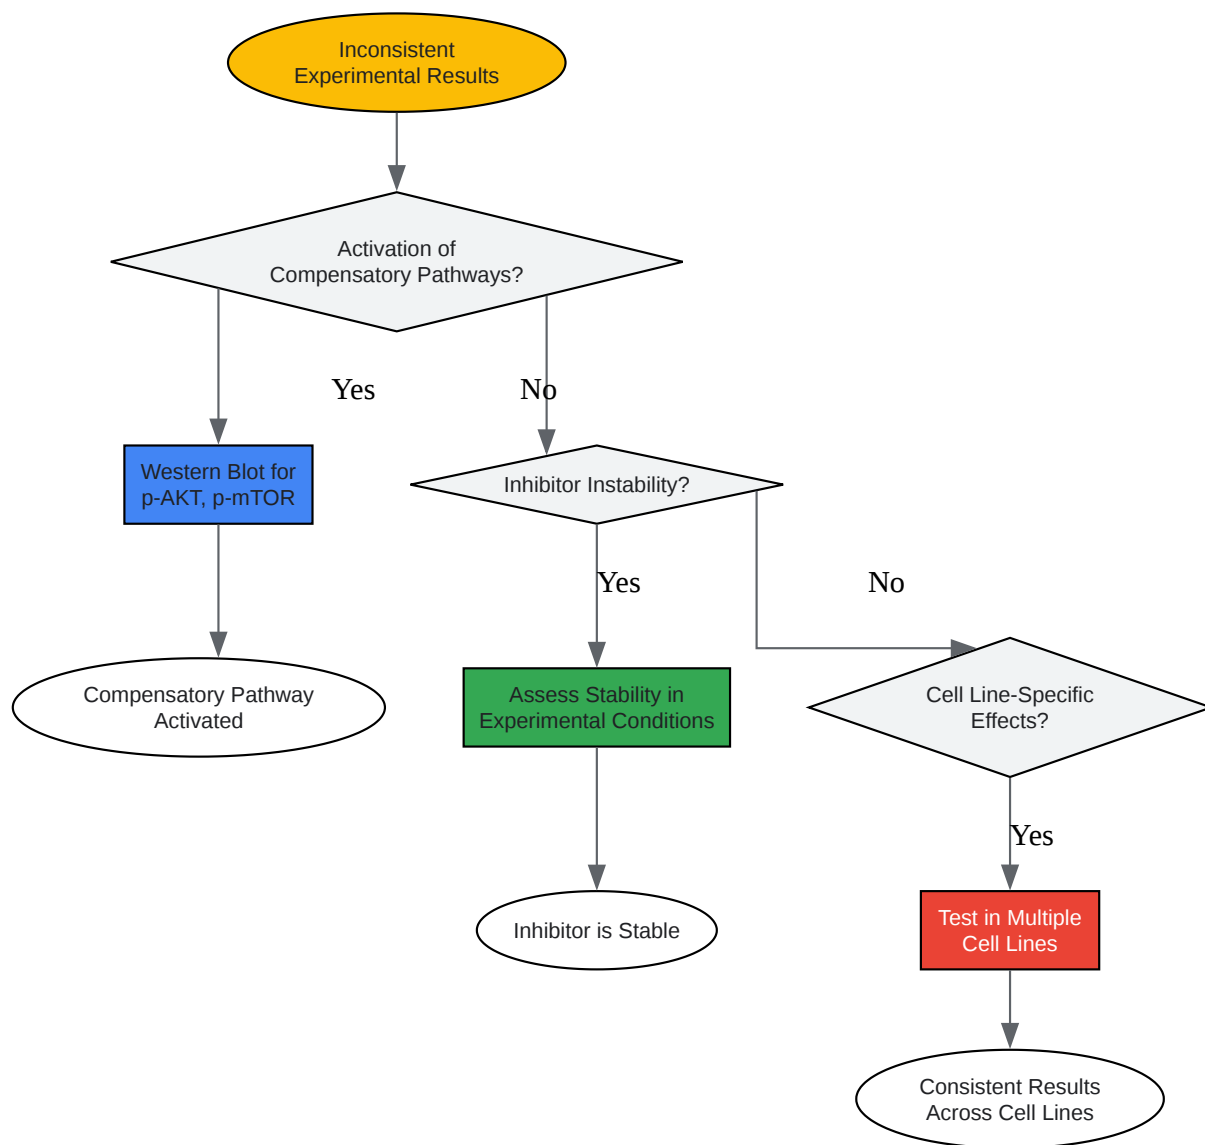 Inconsistent
Experimental Results
Activation of
Compensatory Pathways?
Yes
No
Western Blot for
p-AKT, p-mTOR
Inhibitor Instability?
Yes
No
Compensatory Pathway
Activated
Assess Stability in
Experimental Conditions
Cell Line-Specific
Effects?
Yes
Inhibitor is Stable
Test in Multiple
Cell Lines
Consistent Results
Across Cell Lines